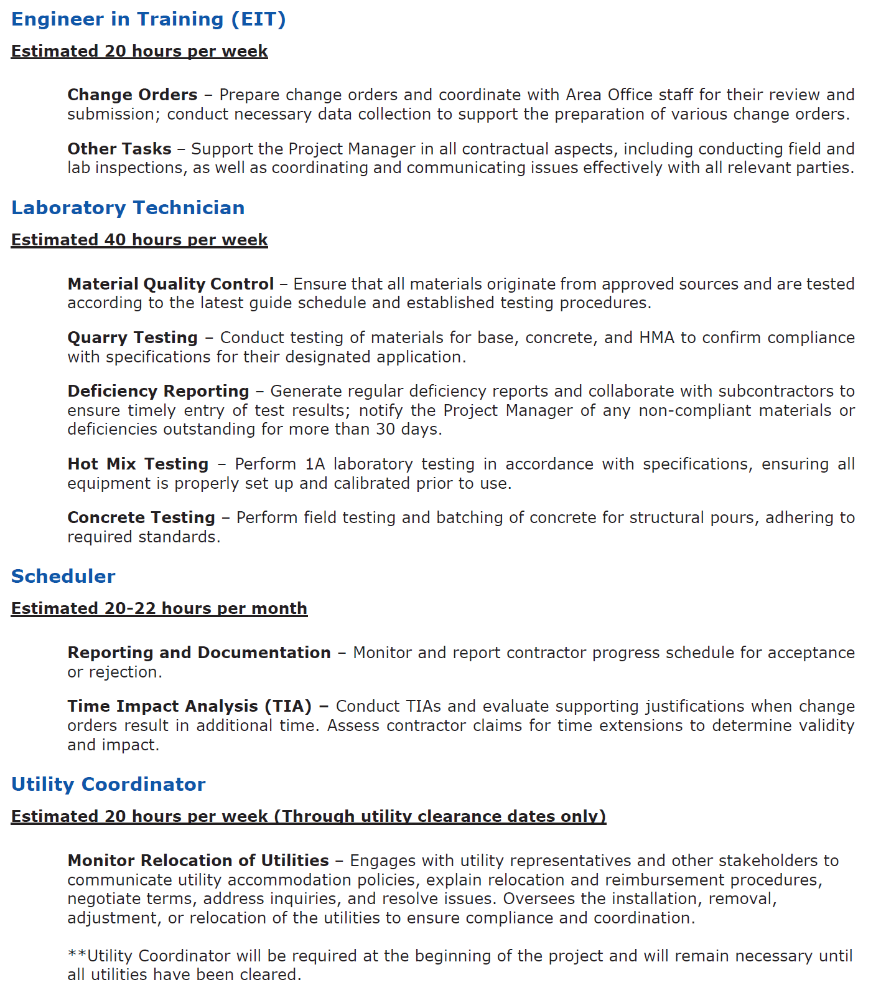 Engineer in Training (EIT)
Estimated 20 hours per week
Change Orders – Prepare change orders and coordinate with Area Office staff for their review and
submission; conduct necessary data collection to support the preparation of various change orders.
Other Tasks – Support the Project Manager in all contractual aspects, including conducting field and
lab inspections, as well as coordinating and communicating issues effectively with all relevant parties.
Laboratory Technician
Estimated 40 hours per week
Material Quality Control – Ensure that all materials originate from approved sources and are tested
according to the latest guide schedule and established testing procedures.
Quarry Testing – Conduct testing of materials for base, concrete, and HMA to confirm compliance
with specifications for their designated application.
Deficiency Reporting – Generate regular deficiency reports and collaborate with subcontractors to
ensure timely entry of test results; notify the Project Manager of any non-compliant materials or
deficiencies outstanding for more than 30 days.
Hot Mix Testing – Perform 1A laboratory testing in accordance with specifications, ensuring all
equipment is properly set up and calibrated prior to use.
Concrete Testing – Perform field testing and batching of concrete for structural pours, adhering to
required standards.
Scheduler
Estimated 20-22 hours per month
Reporting and Documentation – Monitor and report contractor progress schedule for acceptance
or rejection.
Time Impact Analysis (TIA) – Conduct TIAs and evaluate supporting justifications when change
orders result in additional time. Assess contractor claims for time extensions to determine validity
and impact.
Utility Coordinator
Estimated 20 hours per week (Through utility clearance dates only)
Monitor Relocation of Utilities – Engages with utility representatives and other stakeholders to
communicate utility accommodation policies, explain relocation and reimbursement procedures,
negotiate terms, address inquiries, and resolve issues. Oversees the installation, removal,
adjustment, or relocation of the utilities to ensure compliance and coordination.
**Utility Coordinator will be required at the beginning of the project and will remain necessary until
all utilities have been cleared.